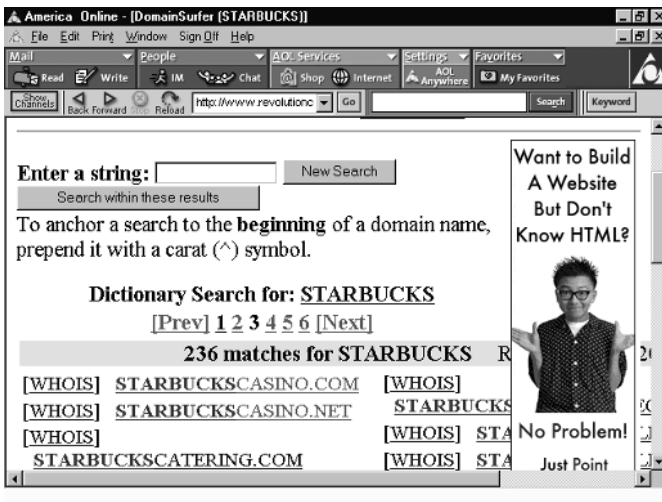 America Online - [DomainSurfer (STARBUCKS)]
File Edit Print Window Sign Off Help
Mail People AOL Services Settings Favorites
Read Write IM Chat Shop Internet AOL Anywhere My Favorites
Show Channels Back Forward Stop Reload http://www.revolutionc Go Search Keyword
Enter a string: New Search
Search within these results
To anchor a search to the beginning of a domain name,
prepend it with a carat (^) symbol.
Dictionary Search for: STARBUCKS
[Prev] 1 2 3 4 5 6 [Next]
236 matches for STARBUCKS R
[WHOIS] STARBUCKSCASINO.COM
[WHOIS] STARBUCKSCASINO.NET
[WHOIS]
STARBUCKSCATERING.COM
[WHOIS]
STARBUCKS
[WHOIS] STA
[WHOIS] STA
Want to Build
A Website
But Don't
Know HTML?
No Problem!
Just Point